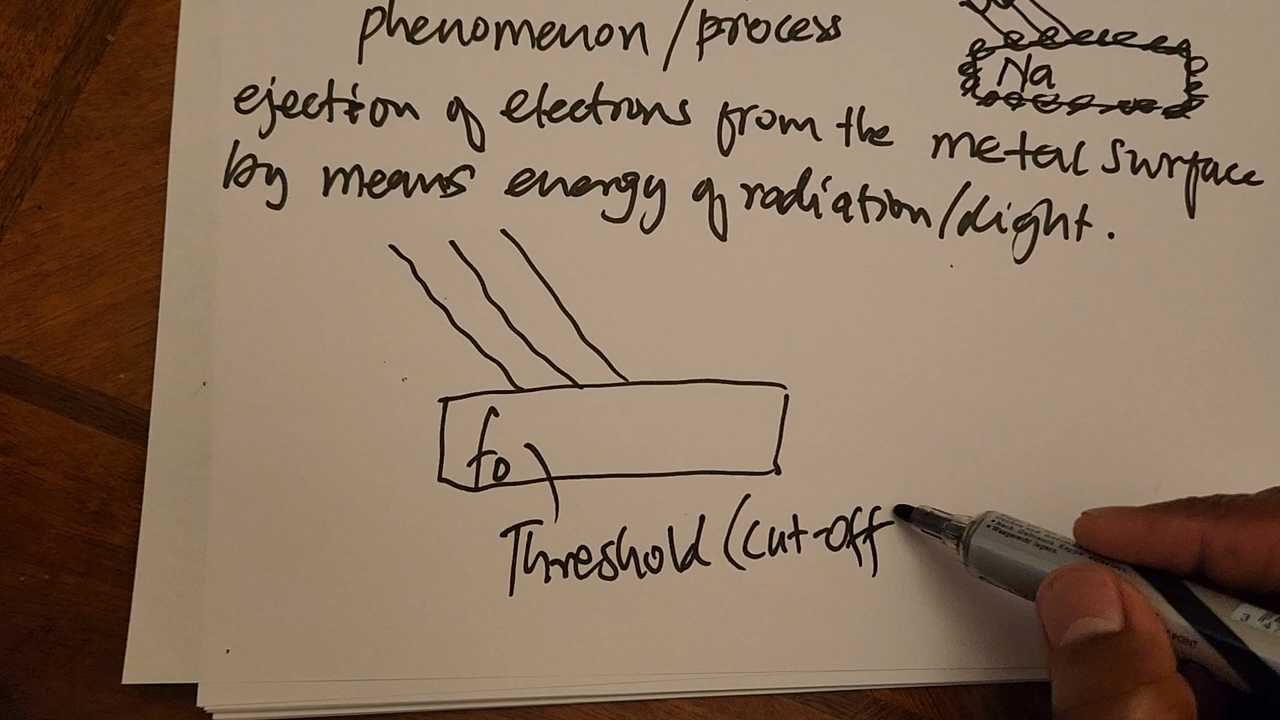 phenomenon/process
Na
ejection of electrons from the metal surface
by means energy of radiation/light.
fo
Threshold (cut-off